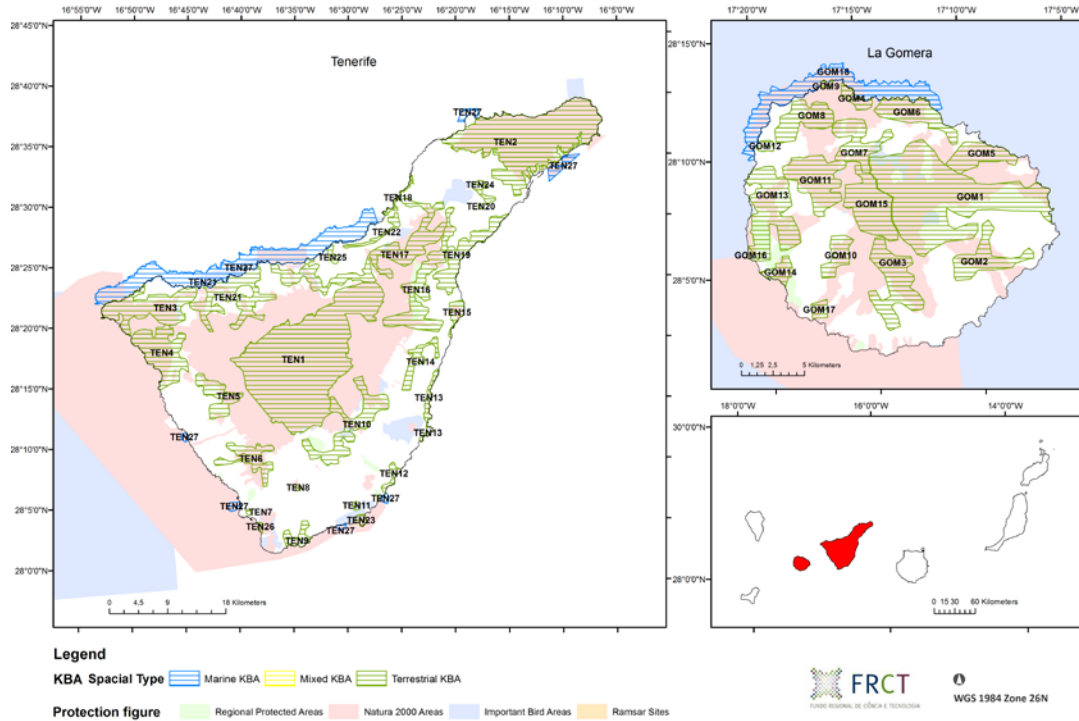 16°55'0"W 16°50'0"W 16°45'0"W 16°40'0"W 16°35'0"W 16°30'0"W 16°25'0"W 16°20'0"W 16°15'0"W 16°10'0"W 16°5'0"W
28°45'0"N
28°40'0"N
28°35'0"N
28°30'0"N
28°25'0"N
28°20'0"N
28°15'0"N
28°10'0"N
28°5'0"N
28°0'0"N
Tenerife
TEN27
TEN2
TEN27
TEN24
TEN18
TEN20
TEN22
TEN17
TEN19
TEN25
TEN27
TEN21
TEN21
TEN16
TEN3
TEN15
TEN4
TEN1
TEN14
TEN5
TEN13
TEN10
TEN13
TEN27
TEN6
TEN12
TEN8
TEN27
TEN27
TEN7
TEN11
TEN23
TEN26
TEN27
TEN9
0 4,5 9 18 Kilometers
17°20'0"W 17°15'0"W 17°10'0"W 17°5'0"W
28°15'0"N
28°10'0"N
28°5'0"N
La Gomera
GOM18
GOM9
GOM4
GOM8
GOM6
GOM12
GOM7
GOM5
GOM11
GOM13
GOM1
GOM15
GOM16
GOM10
GOM3
GOM2
GOM14
GOM17
0 1,25 2,5 5 Kilometers
18°0'0"W 16°0'0"W 14°0'0"W
30°0'0"N
28°0'0"N
0 15 30 60 Kilometers
Legend
KBA Spacial Type Marine KBA Mixed KBA Terrestrial KBA
Protection figure Regional Protected Areas Natura 2000 Areas Important Bird Areas Ramsar Sites
FRCT
FUNDO REGIONAL DE CIÊNCIA E TECNOLOGIA
WGS 1984 Zone 26N